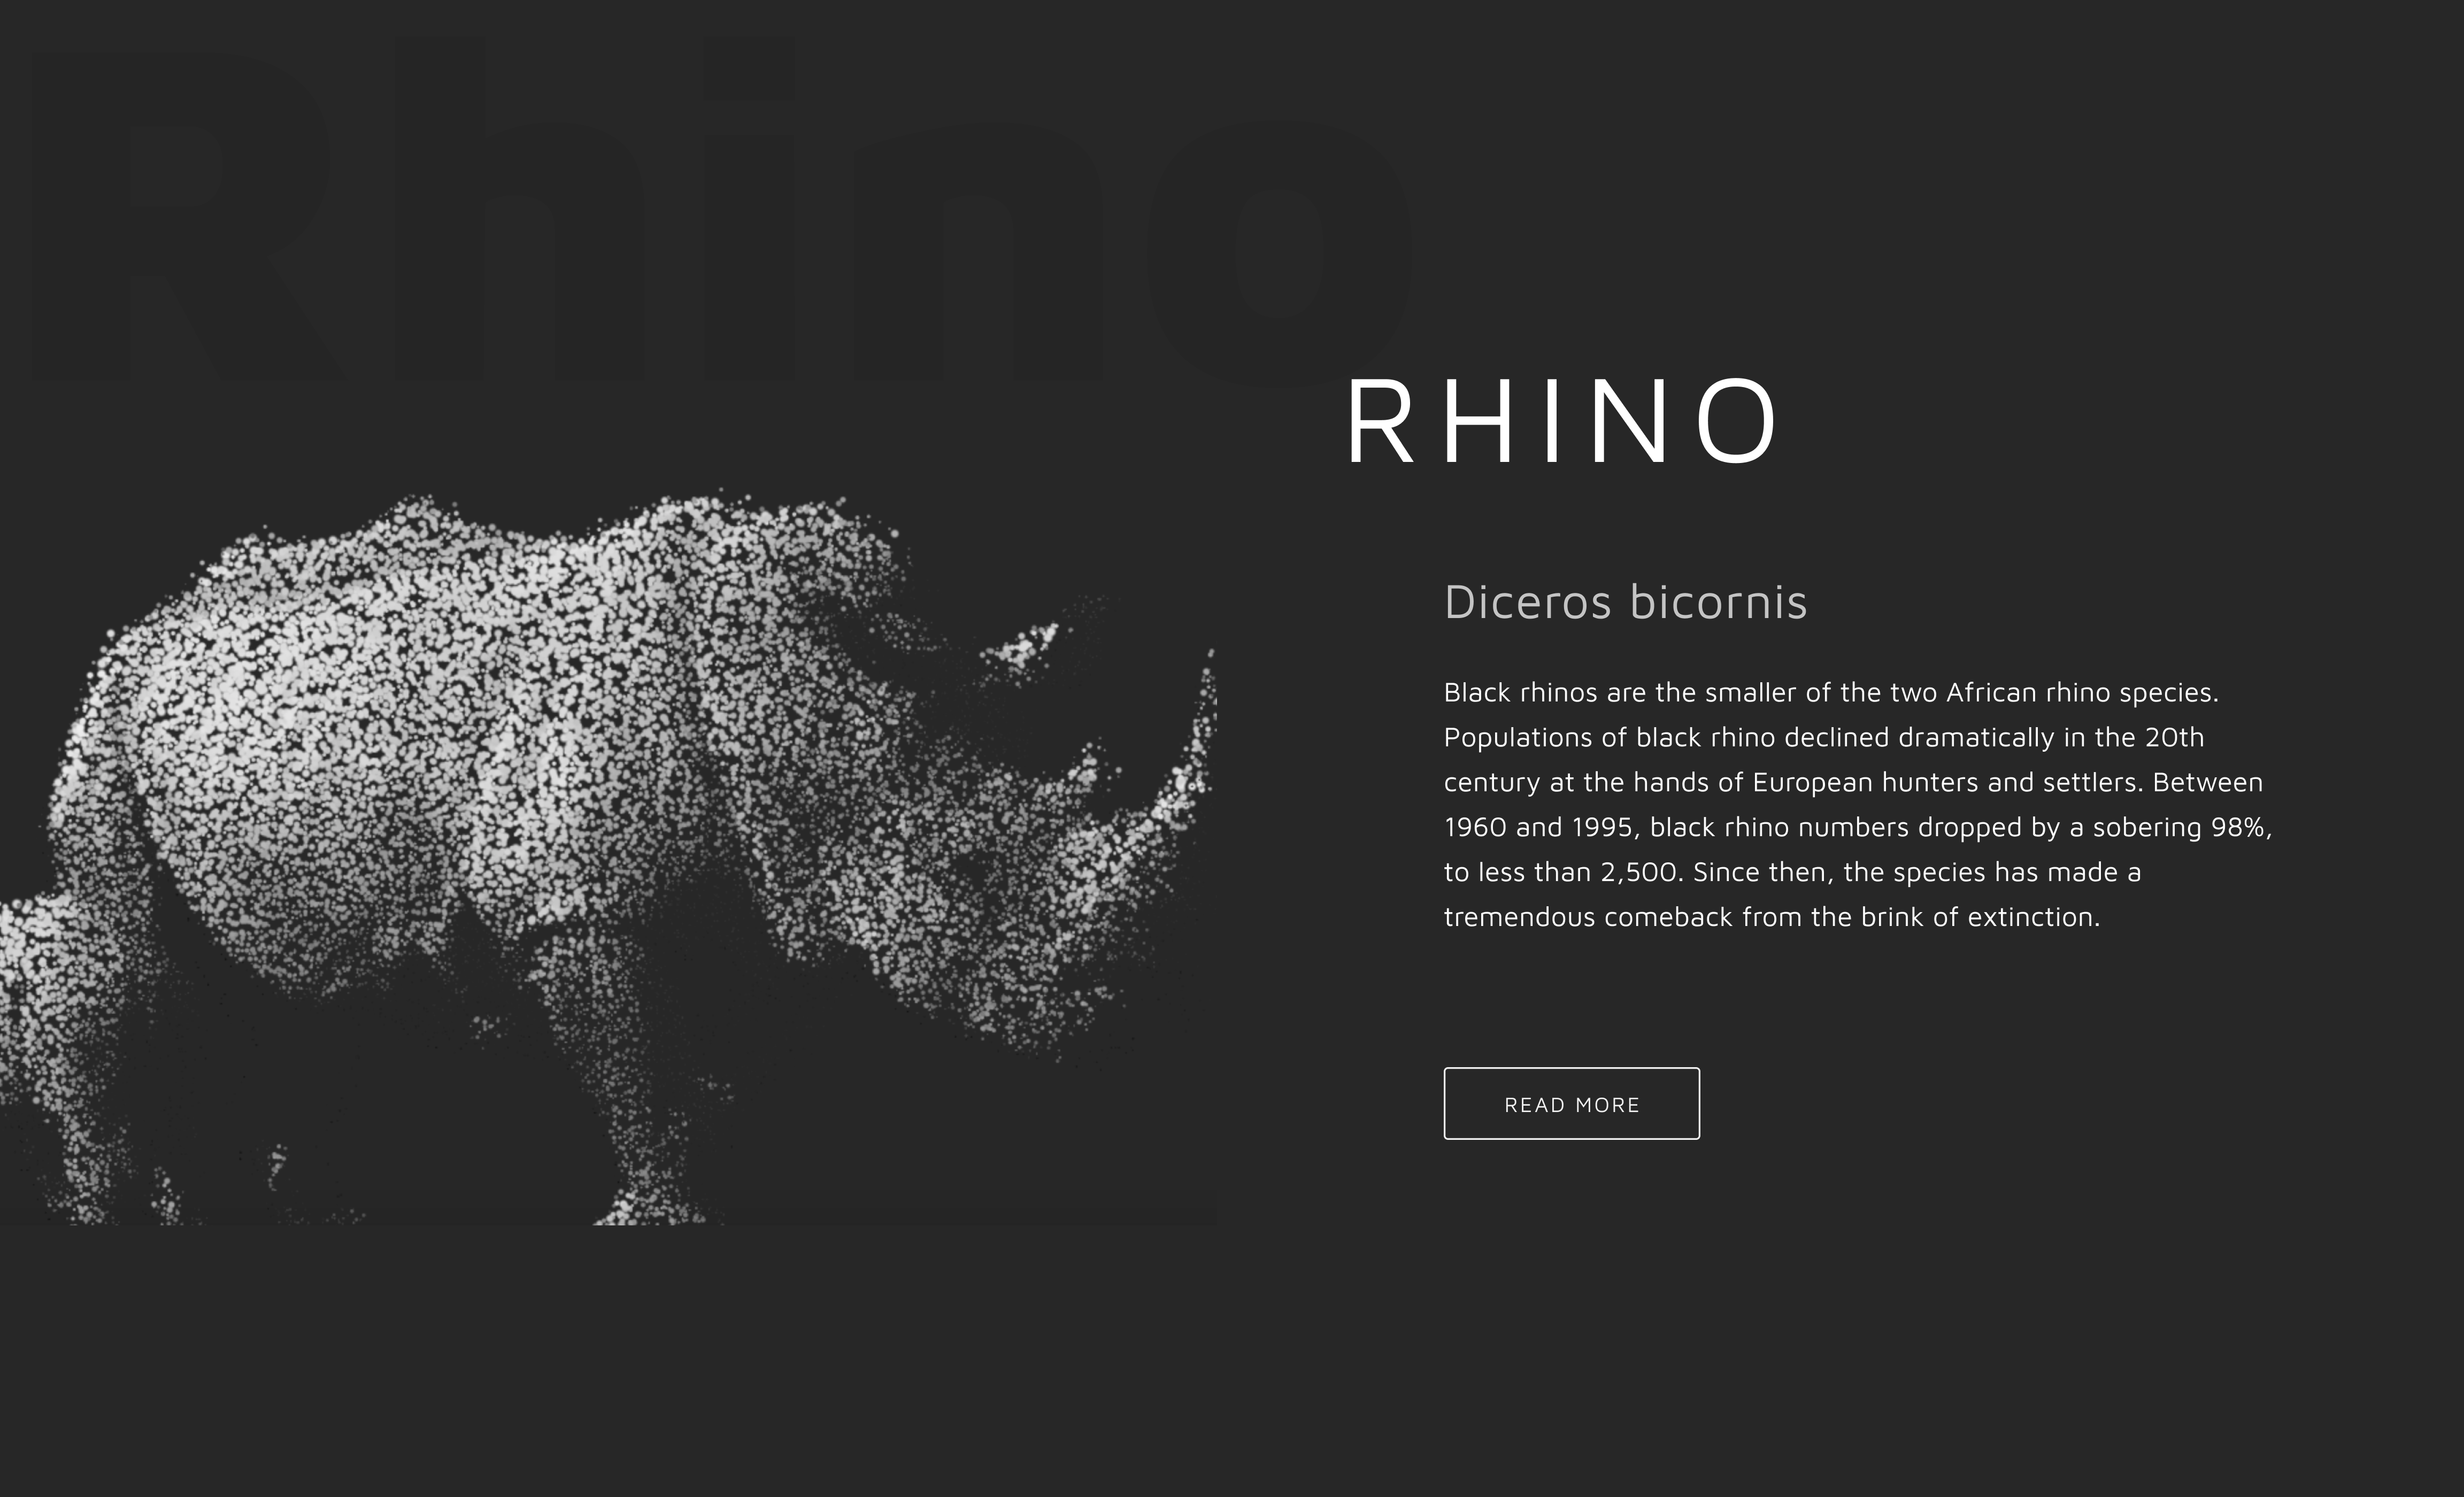 Rhino
RHINO
Diceros bicornis
Black rhinos are the smaller of the two African rhino species.
Populations of black rhino declined dramatically in the 20th
century at the hands of European hunters and settlers. Between
1960 and 1995, black rhino numbers dropped by a sobering 98%,
to less than 2,500. Since then, the species has made a
tremendous comeback from the brink of extinction.
READ MORE